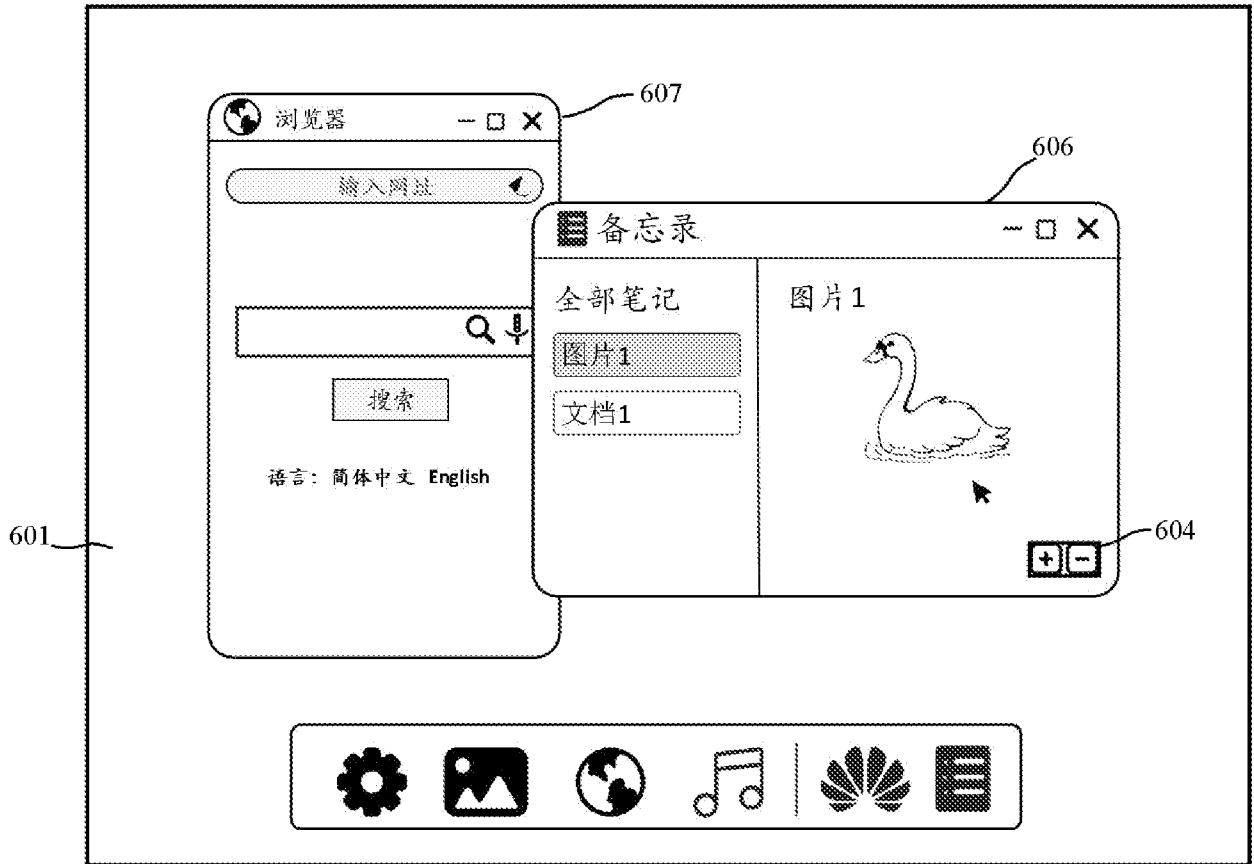 607
浏览器
606
输入网址
备忘录
全部笔记
图片1
图片1
文档1
搜索
语言：简体中文 English
601
604
+ -